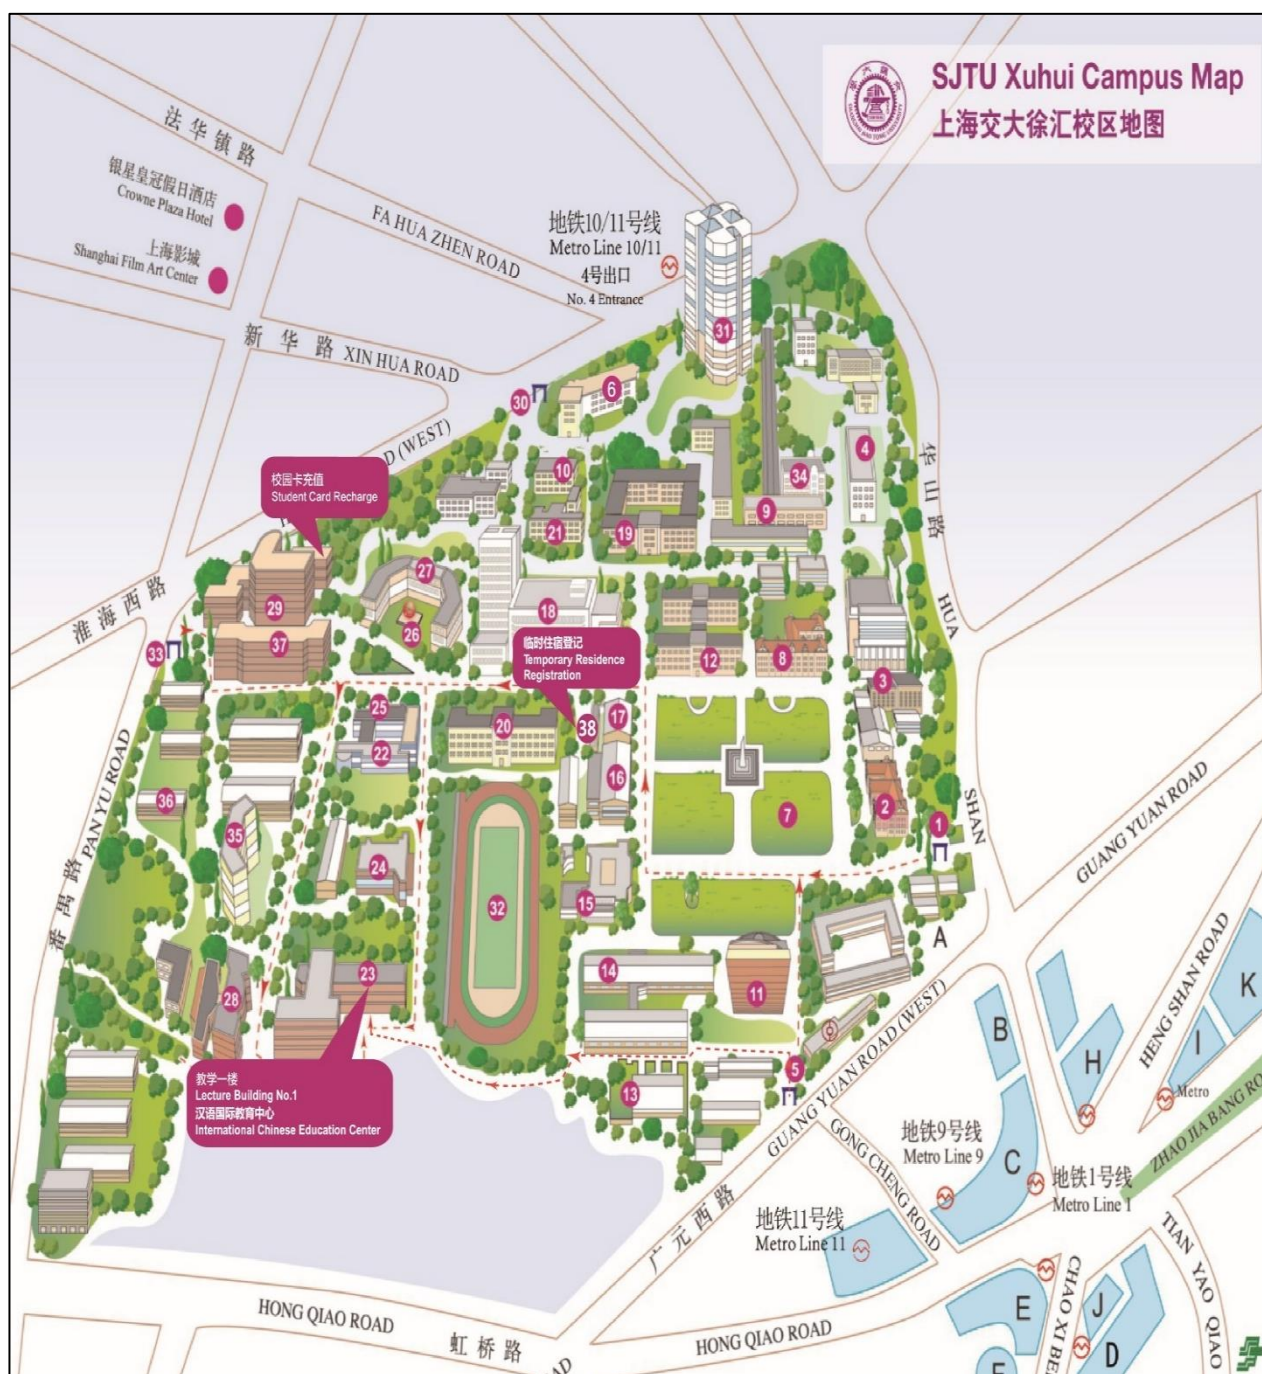 SJTU Xuhui Campus Map
上海交大徐汇校区地图
法华镇路
银星皇冠假日酒店
Crowne Plaza Hotel
上海影城
Shanghai Film Art Center
FA HUA ZHEN ROAD
地铁10/11号线
Metro Line 10/11
4号出口
No. 4 Entrance
新华路 XIN HUA ROAD
31
30
6
(WEST)
校园卡充值
Student Card Recharge
10
4
34
华山路
21
19
9
淮海西路
27
29
18
26
HUA
33
37
临时住宿登记
Temporary Residence
Registration
12
8
3
25
17
20
38
22
16
PAN YU ROAD
36
7
2
1
SHAN
35
GUANG YUAN ROAD
24
番禺路
32
15
A
HENG SHAN ROAD
23
14
11
28
B
K
H
I
5
Metro
教学一楼
Lecture Building No.1
汉语国际教育中心
International Chinese Education Center
13
GUANG YUAN ROAD (WEST)
GONG CHENG ROAD
地铁9号线
Metro Line 9
C
地铁1号线
Metro Line 1
ZHAO JIA BANG
地铁11号线
Metro Line 11
广元西路
TIAN YAO QIAO
HONG QIAO ROAD
虹桥路
HONG QIAO ROAD
E
J
D
CHAO XI